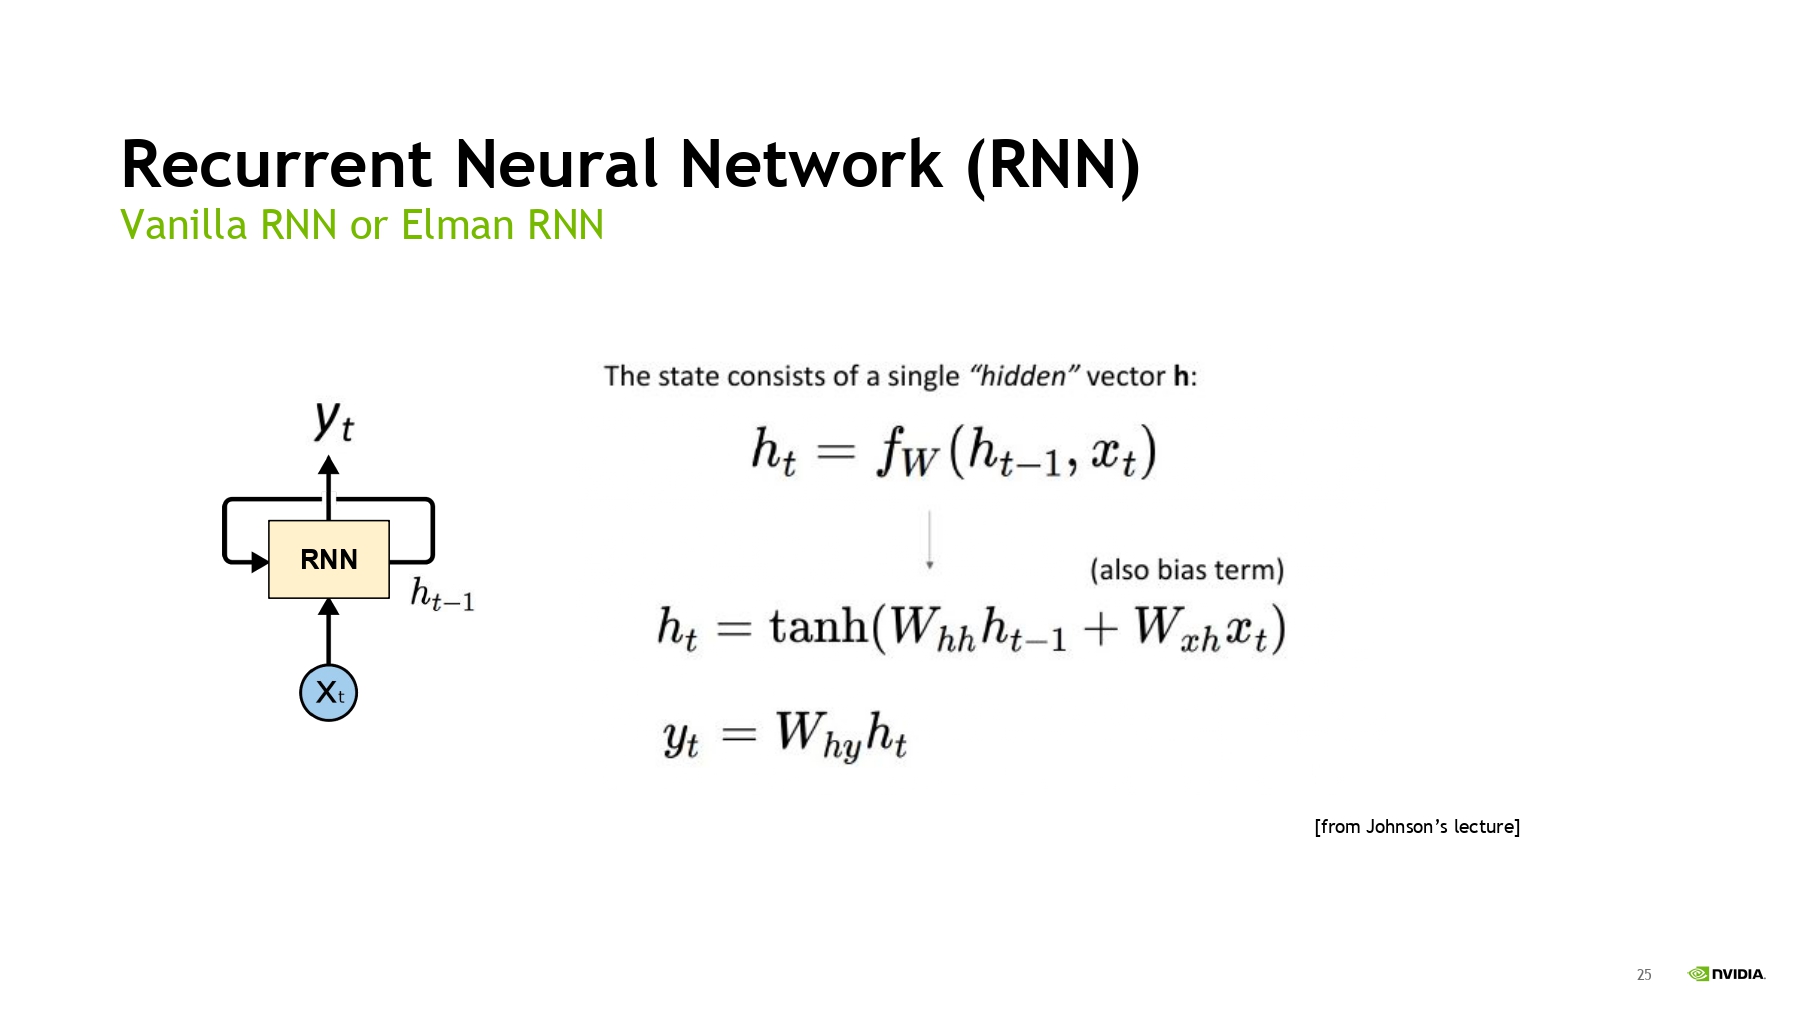 Recurrent Neural Network (RNN)
Vanilla RNN or Elman RNN
y_t
RNN
h_{t-1}
X_t
The state consists of a single “hidden” vector h:
h_t = f_W(h_{t-1}, x_t)
(also bias term)
h_t = tanh(W_{hh}h_{t-1} + W_{xh}x_t)
y_t = W_{hy}h_t
[from Johnson’s lecture]
25
NVIDIA.